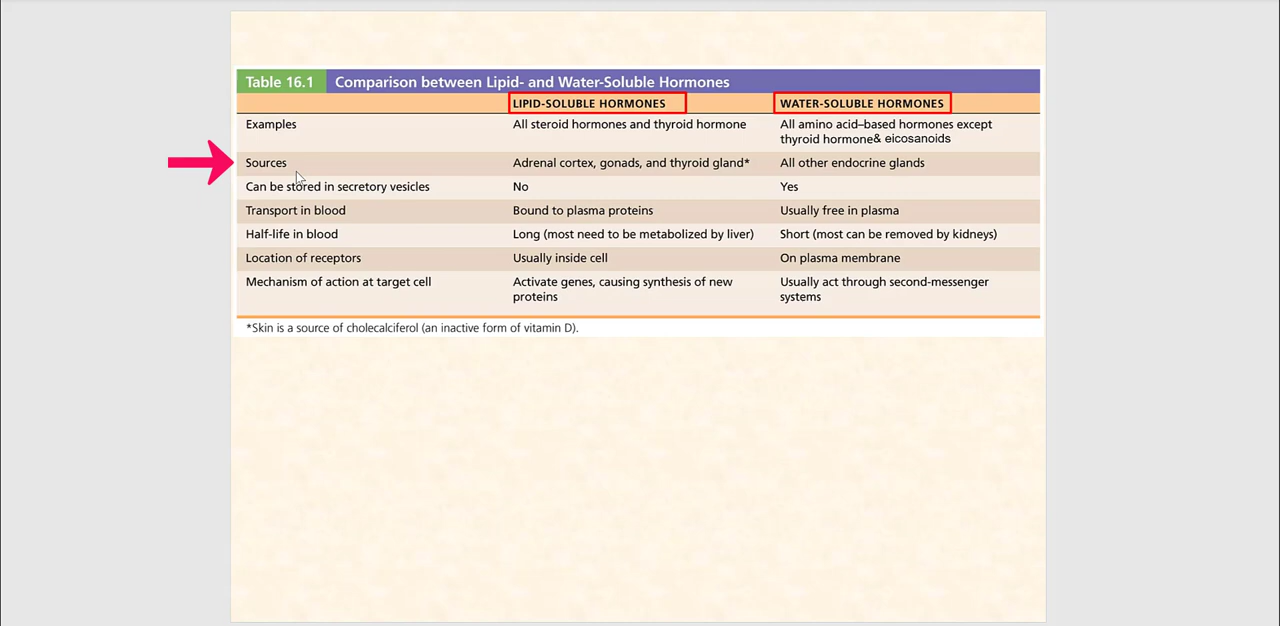 Table 16.1 Comparison between Lipid- and Water-Soluble Hormones
LIPID-SOLUBLE HORMONES WATER-SOLUBLE HORMONES
Examples All steroid hormones and thyroid hormone All amino acid–based hormones except
thyroid hormone& eicosanoids
Sources Adrenal cortex, gonads, and thyroid gland* All other endocrine glands
Can be stored in secretory vesicles No Yes
Transport in blood Bound to plasma proteins Usually free in plasma
Half-life in blood Long (most need to be metabolized by liver) Short (most can be removed by kidneys)
Location of receptors Usually inside cell On plasma membrane
Mechanism of action at target cell Activate genes, causing synthesis of new Usually act through second-messenger
proteins systems
*Skin is a source of cholecalciferol (an inactive form of vitamin D).